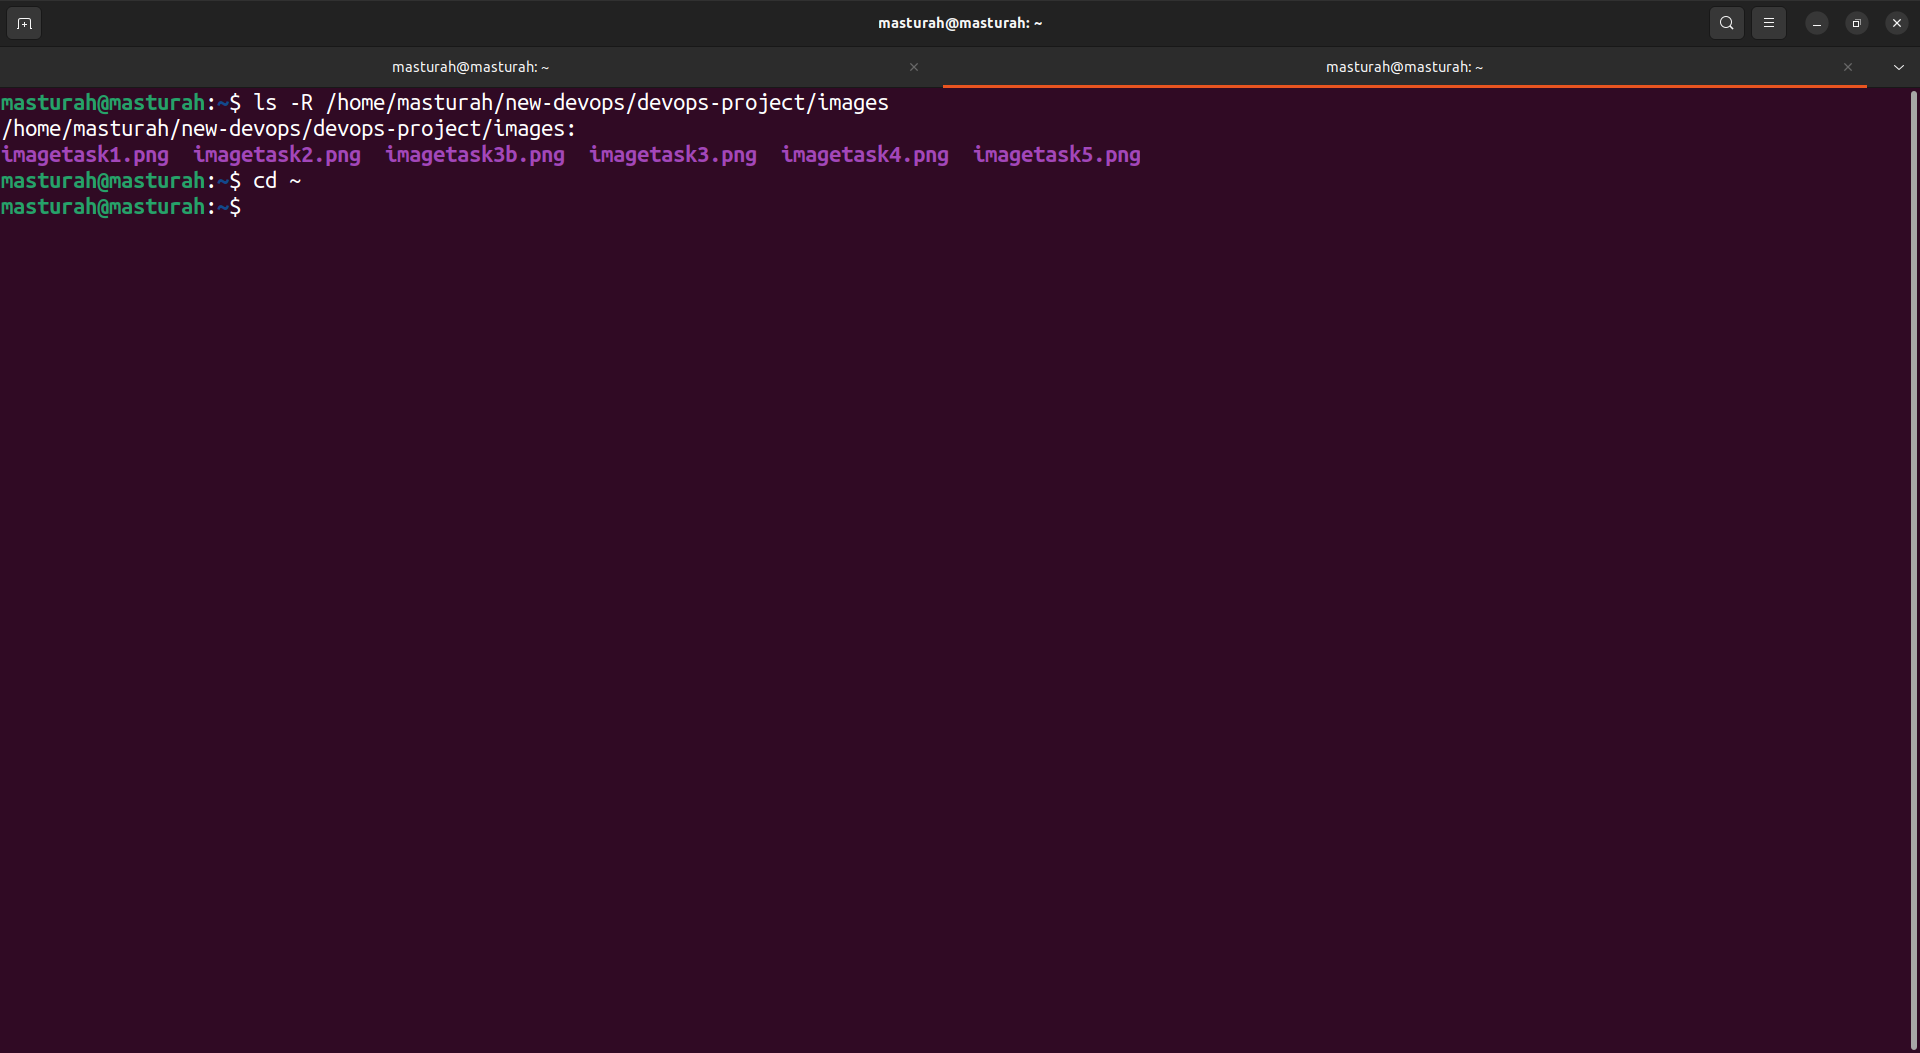 masturah@masturah: ~
masturah@masturah: ~
masturah@masturah: ~
masturah@masturah:~$ ls -R /home/masturah/new-devops/devops-project/images
/home/masturah/new-devops/devops-project/images:
imagetask1.png  imagetask2.png  imagetask3b.png  imagetask3.png  imagetask4.png  imagetask5.png
masturah@masturah:~$ cd ~
masturah@masturah:~$